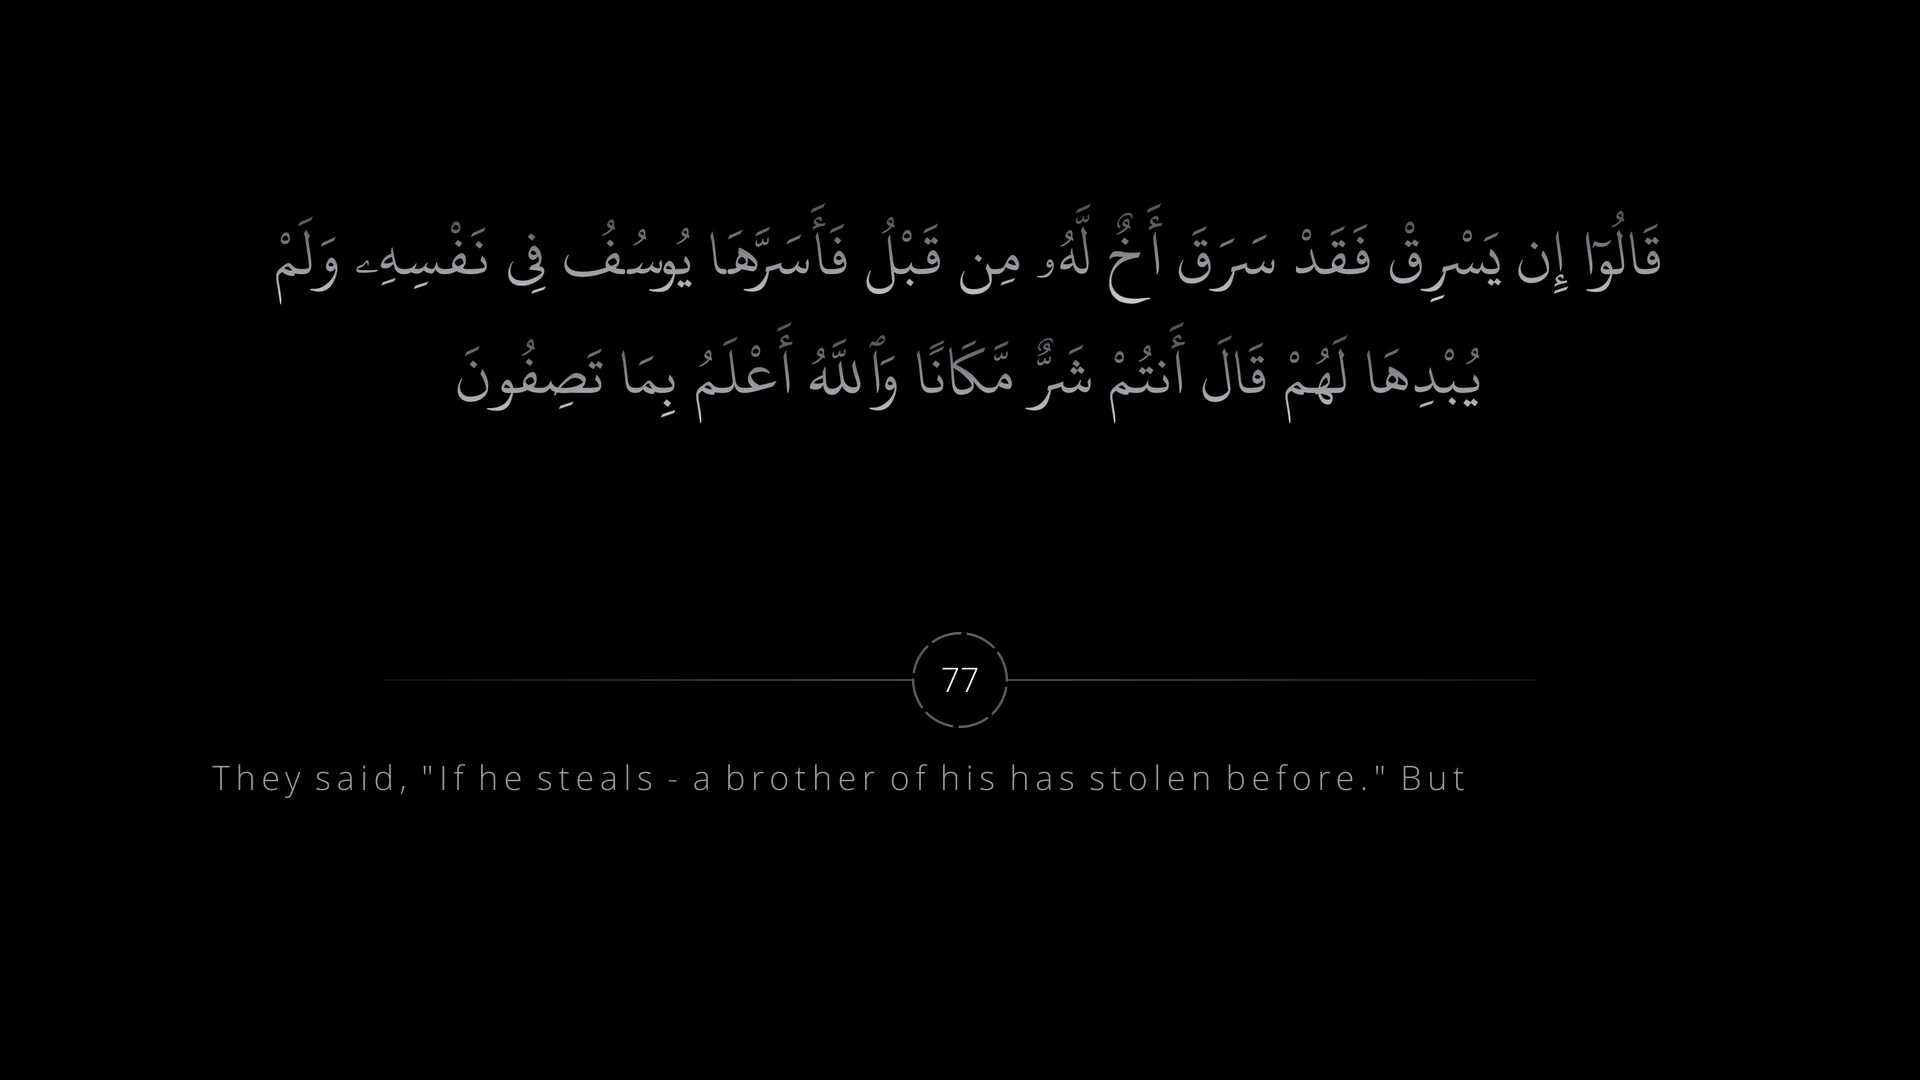 قَالُوٓا۟ إِن يَسْرِقْ فَقَدْ سَرَقَ أَخٌ لَّهُۥ مِن قَبْلُ فَأَسَرَّهَا يُوسُفُ فِى نَفْسِهِۦ وَلَمْ
يُبْدِهَا لَهُمْ قَالَ أَنتُمْ شَرٌّ مَّكَانًا وَٱللَّهُ أَعْلَمُ بِمَا تَصِفُونَ
77
They said, "If he steals - a brother of his has stolen before." But